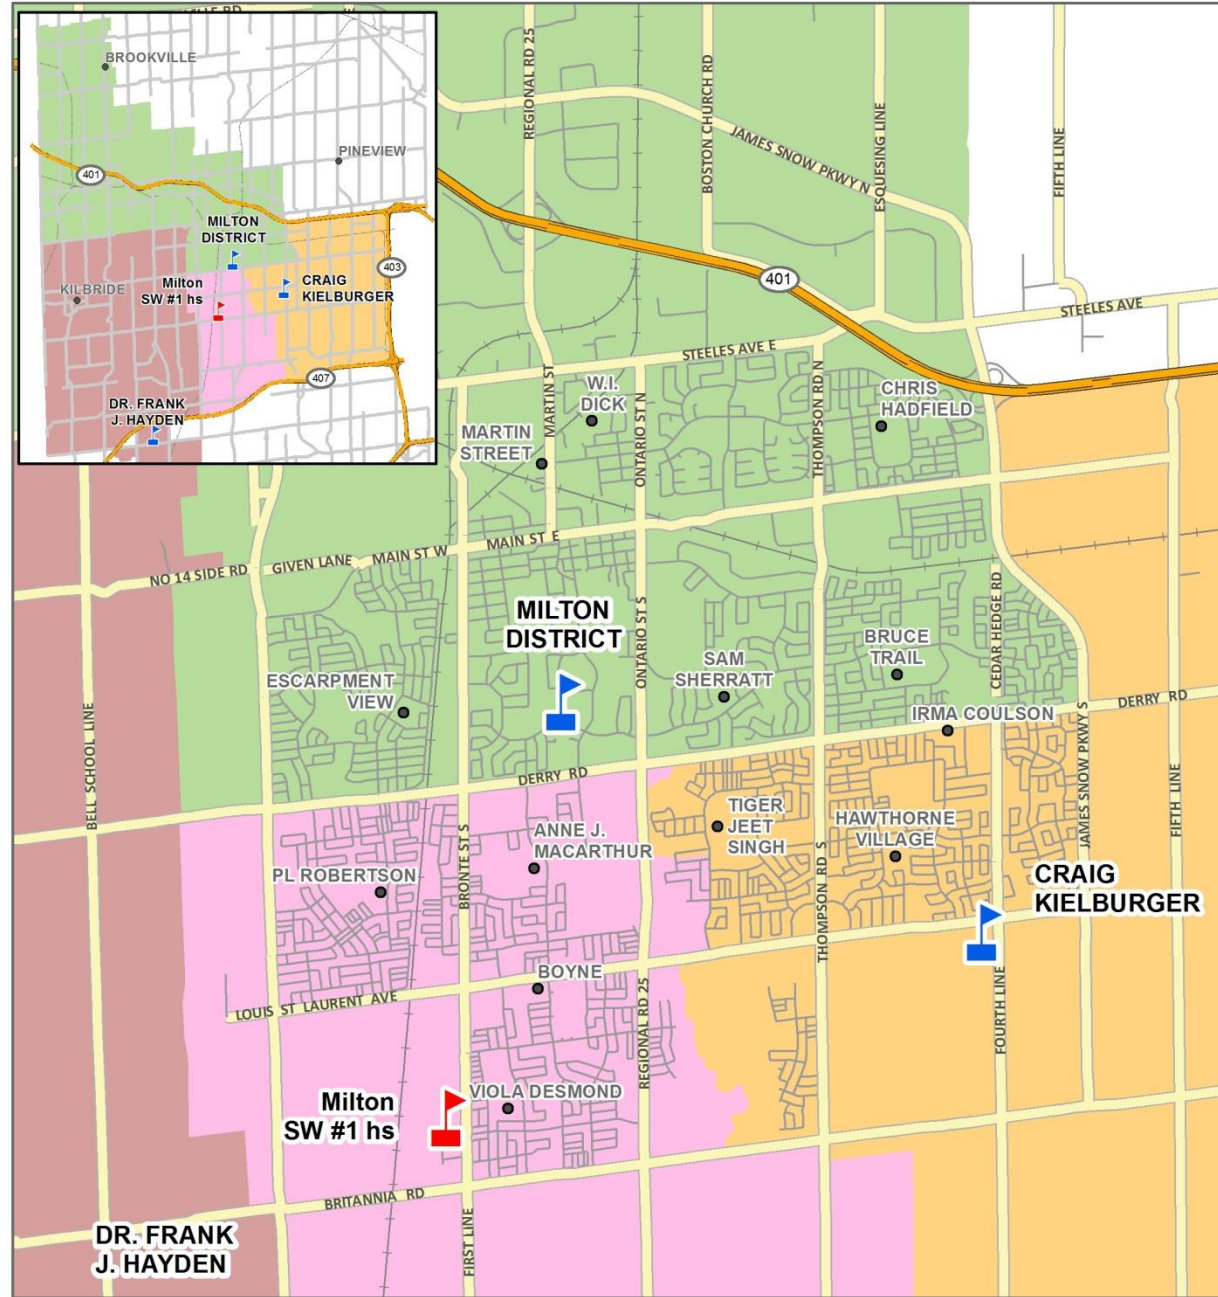 BROOKVILLE
PINEVIEW
401
MILTON
DISTRICT
403
Milton
SW #1 hs
CRAIG
KIELBURGER
KILBRIDE
407
DR. FRANK
J. HAYDEN
REGIONAL RD 25
BOSTON CHURCH RD
JAMES SNOW PKWY N
ESQUESING LINE
FIFTH LINE
401
STEELES AVE
STEELES AVE E
MARTIN ST
W.I.
DICK
ONTARIO ST N
THOMPSON RD N
CHRIS
HADFIELD
MARTIN
STREET
NO 14 SIDE RD
GIVEN LANE
MAIN ST W
MAIN ST E
MILTON
DISTRICT
ONTARIO ST S
SAM
SHERRATT
BRUCE
TRAIL
CEDAR HEDGE RD
ESCARPMENT
VIEW
IRMA COULSON
DERRY RD
BELL SCHOOL LINE
DERRY RD
JAMES SNOW PKWY S
FIFTH LINE
TIGER
JEET
SINGH
HAWTHORNE
VILLAGE
ANNE J.
MACARTHUR
PL ROBERTSON
BRONTE ST S
THOMPSON RD S
CRAIG
KIELBURGER
BOYNE
LOUIS ST LAURENT AVE
REGIONAL RD 25
FOURTH LINE
VIOLA DESMOND
Milton
SW #1 hs
BRITANNIA RD
FIRST LINE
DR. FRANK
J. HAYDEN